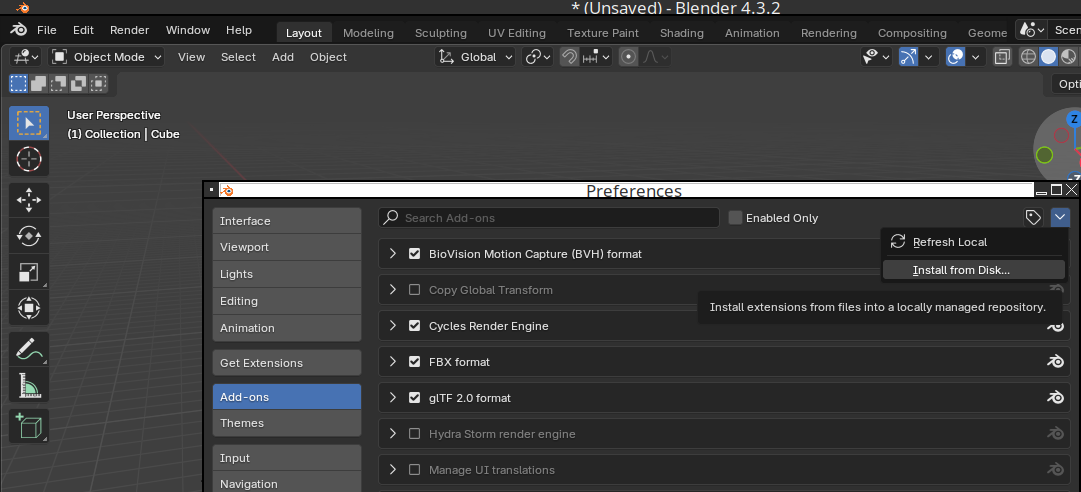 * (Unsaved) - Blender 4.3.2
File Edit Render Window Help Layout Modeling Sculpting UV Editing Texture Paint Shading Animation Rendering Compositing Geome Scen
Object Mode View Select Add Object Global
Opti
User Perspective
(1) Collection | Cube
Z
Preferences
Interface
Viewport
Lights
Editing
Animation
Get Extensions
Add-ons
Themes
Input
Navigation
Search Add-ons Enabled Only
Refresh Local
Install from Disk...
Install extensions from files into a locally managed repository.
BioVision Motion Capture (BVH) format
Copy Global Transform
Cycles Render Engine
FBX format
glTF 2.0 format
Hydra Storm render engine
Manage UI translations